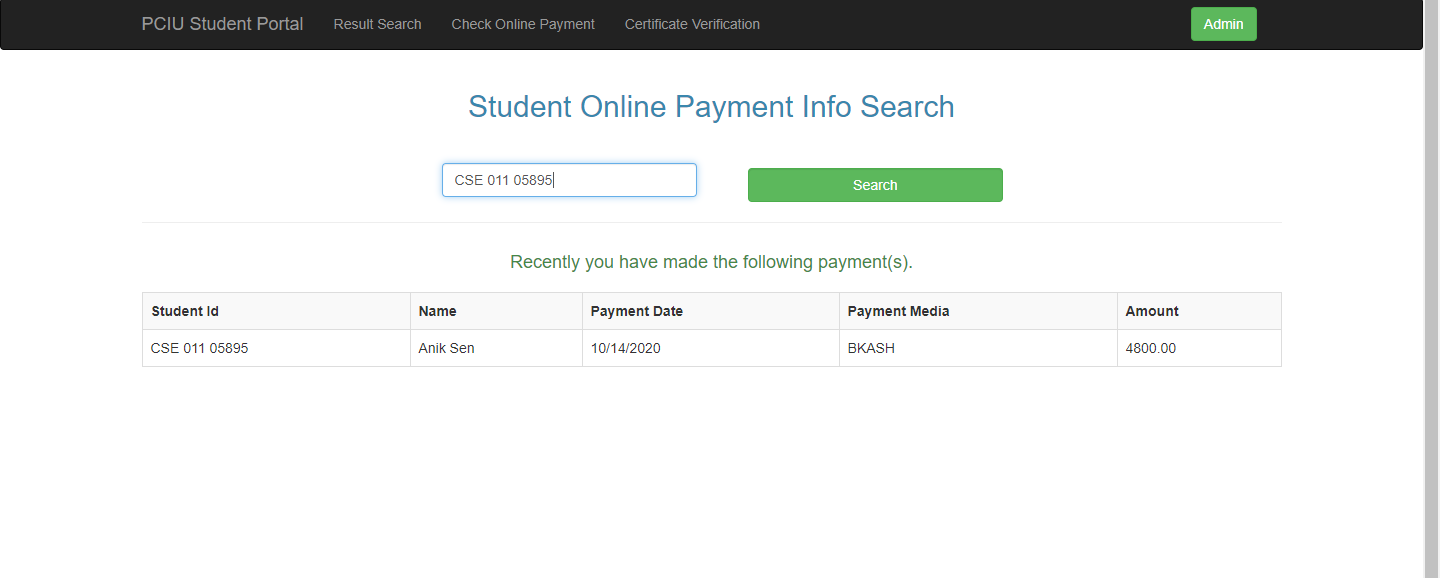 PCIU Student Portal Result Search Check Online Payment Certificate Verification Admin
Student Online Payment Info Search
CSE 011 05895 Search
Recently you have made the following payment(s).
Student Id Name Payment Date Payment Media Amount
CSE 011 05895 Anik Sen 10/14/2020 BKASH 4800.00